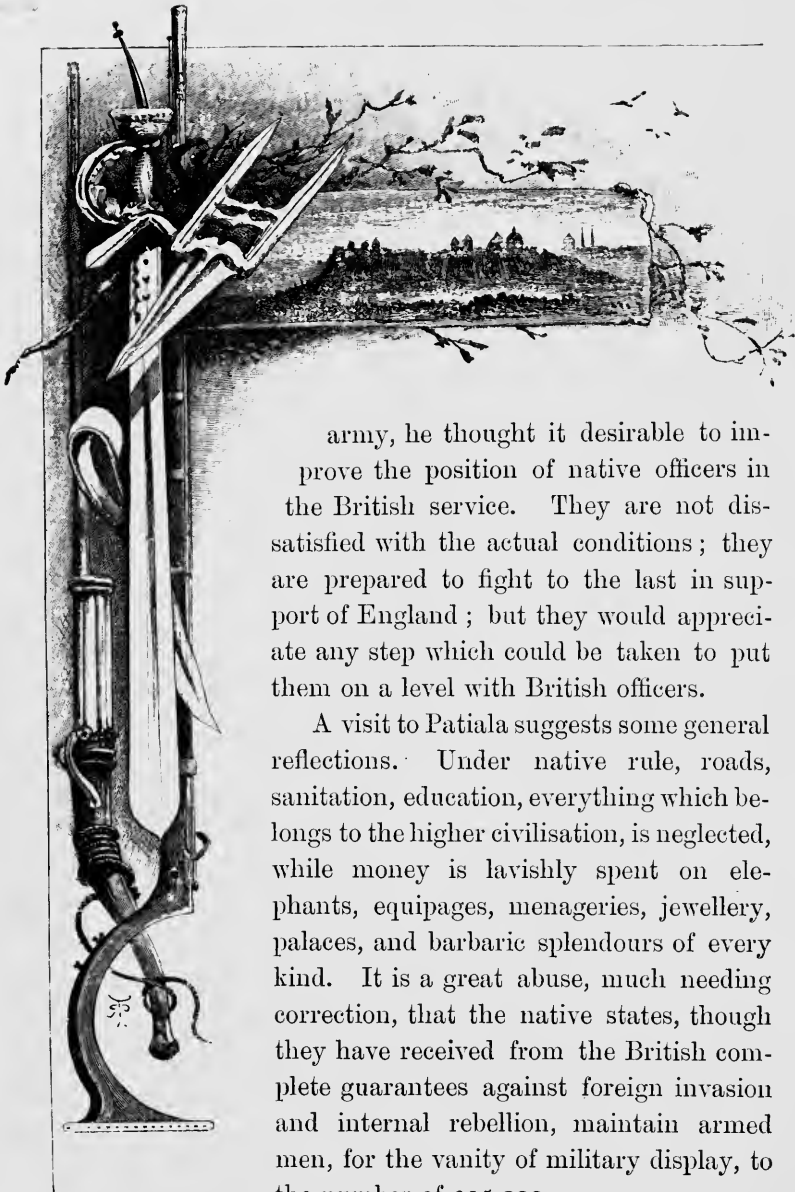 army, he thought it desirable to im-
prove the position of native officers in
the British service. They are not dis-
satisfied with the actual conditions ; they
are prepared to fight to the last in sup-
port of England ; but they would appreci-
ate any step which could be taken to put
them on a level with British officers.
A visit to Patiala suggests some general
reflections. Under native rule, roads,
sanitation, education, everything which be-
longs to the higher civilisation, is neglected,
while money is lavishly spent on ele-
phants, equipages, menageries, jewellery,
palaces, and barbaric splendours of every
kind. It is a great abuse, much needing
correction, that the native states, though
they have received from the British com-
plete guarantees against foreign invasion
and internal rebellion, maintain armed
men, for the vanity of military display, to
the number of